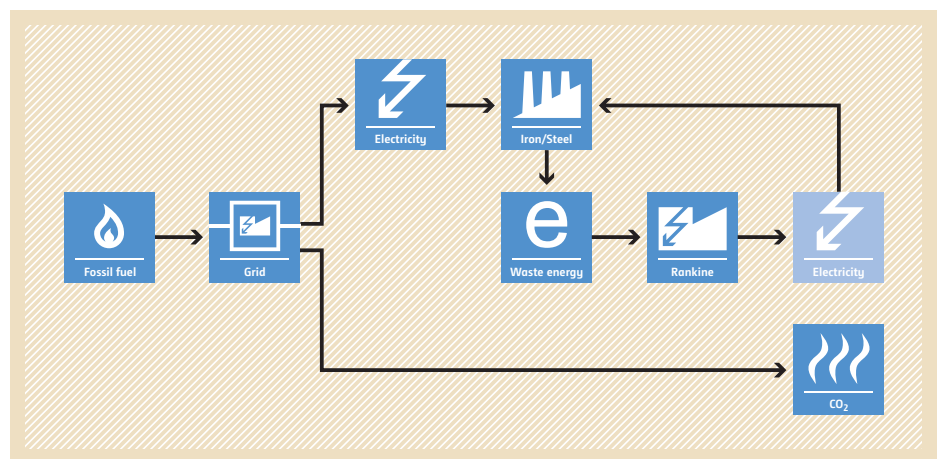 Electricity
Iron/Steel
Fossil fuel
Grid
e
Waste energy
Rankine
Electricity
CO₂